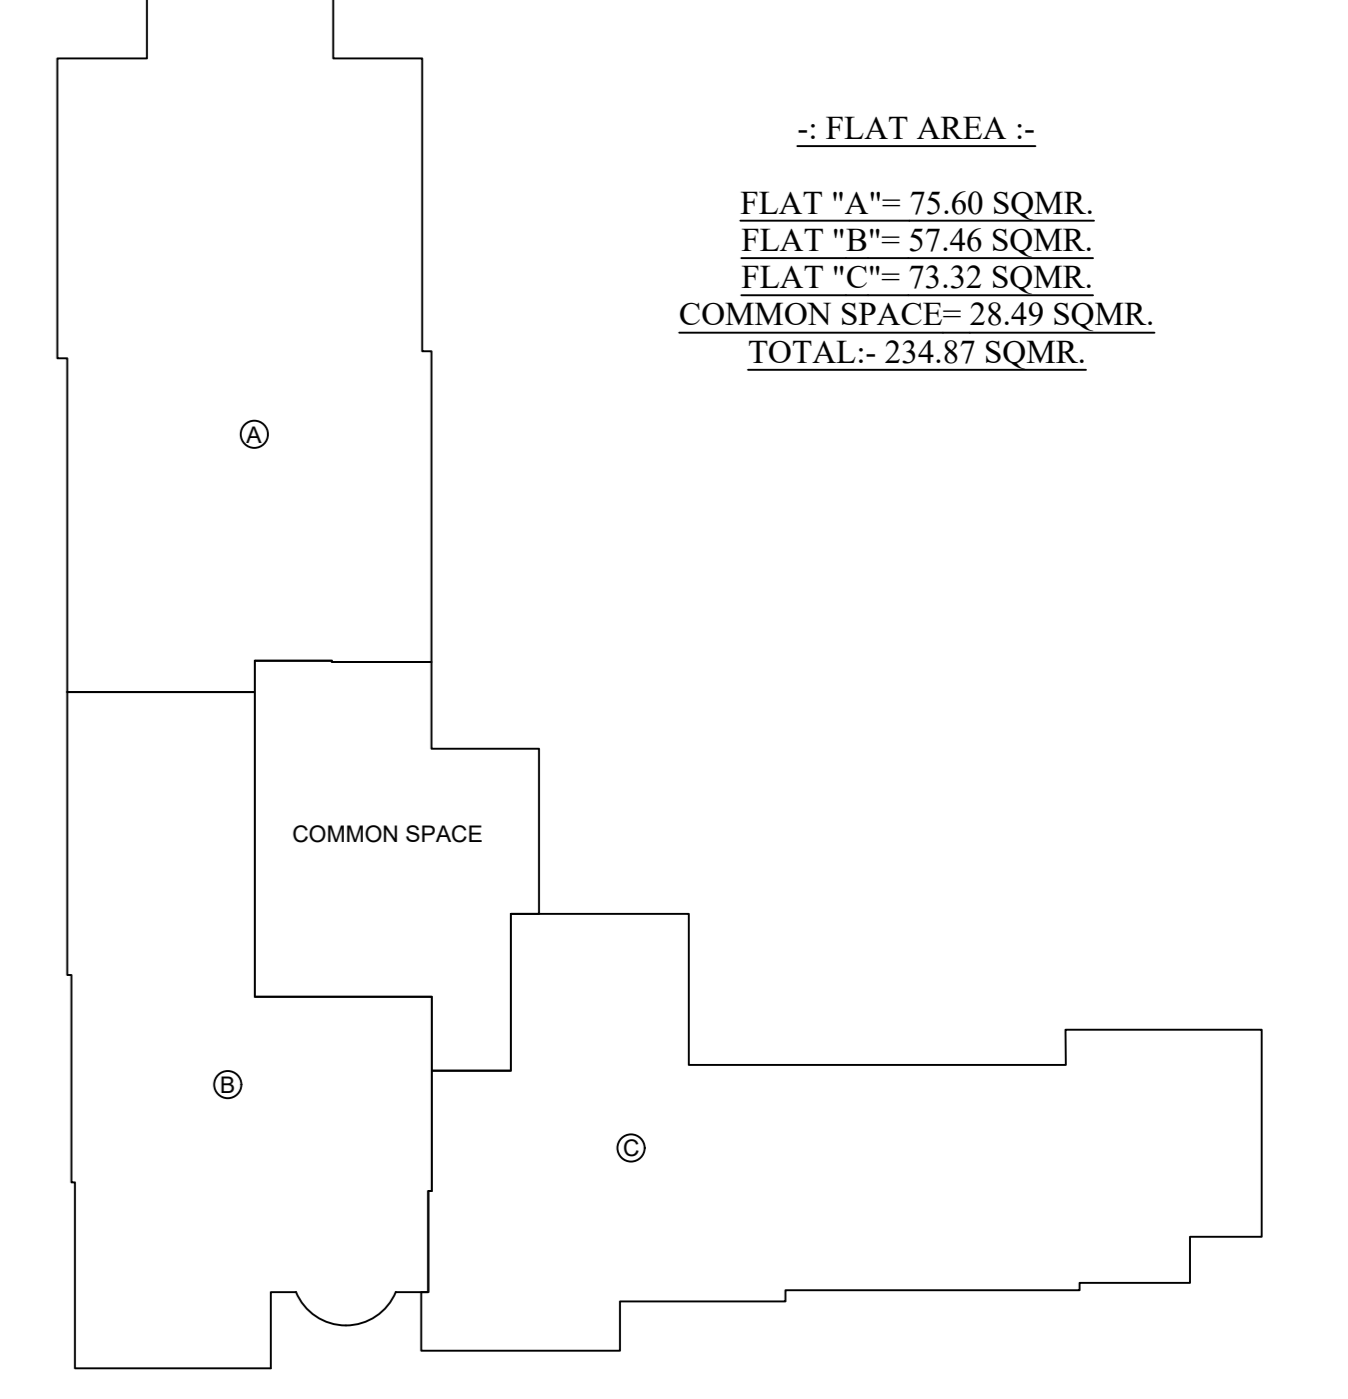 -: FLAT AREA :-
FLAT "A"= 75.60 SQMR.
FLAT "B"= 57.46 SQMR.
FLAT "C"= 73.32 SQMR.
COMMON SPACE= 28.49 SQMR.
TOTAL:- 234.87 SQMR.
A
COMMON SPACE
B
C